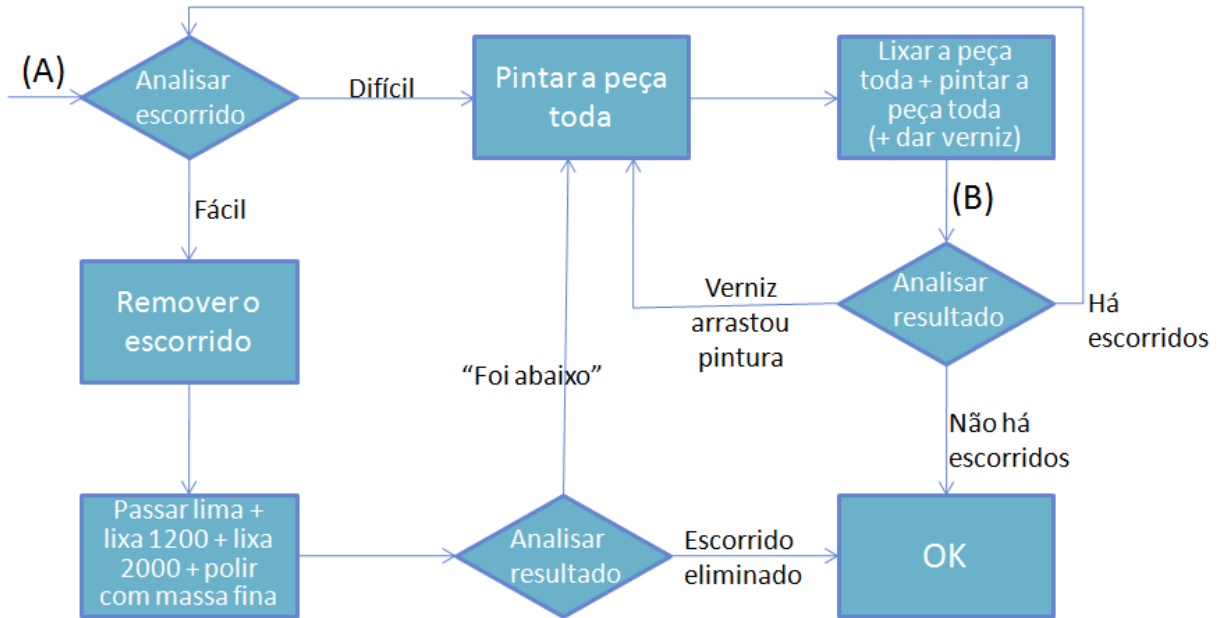 (A)
Analisar
escorrido
Difícil
Pintar a peça
toda
Lixar a peça
toda + pintar a
peça toda
(+ dar verniz)
Fácil
(B)
Remover o
escorrido
Verniz
arrastou
pintura
Analisar
resultado
Há
escorridos
"Foi abaixo"
Não há
escorridos
Passar lima +
lixa 1200 + lixa
2000 + polir
com massa fina
Analisar
resultado
Escorrido
eliminado
OK